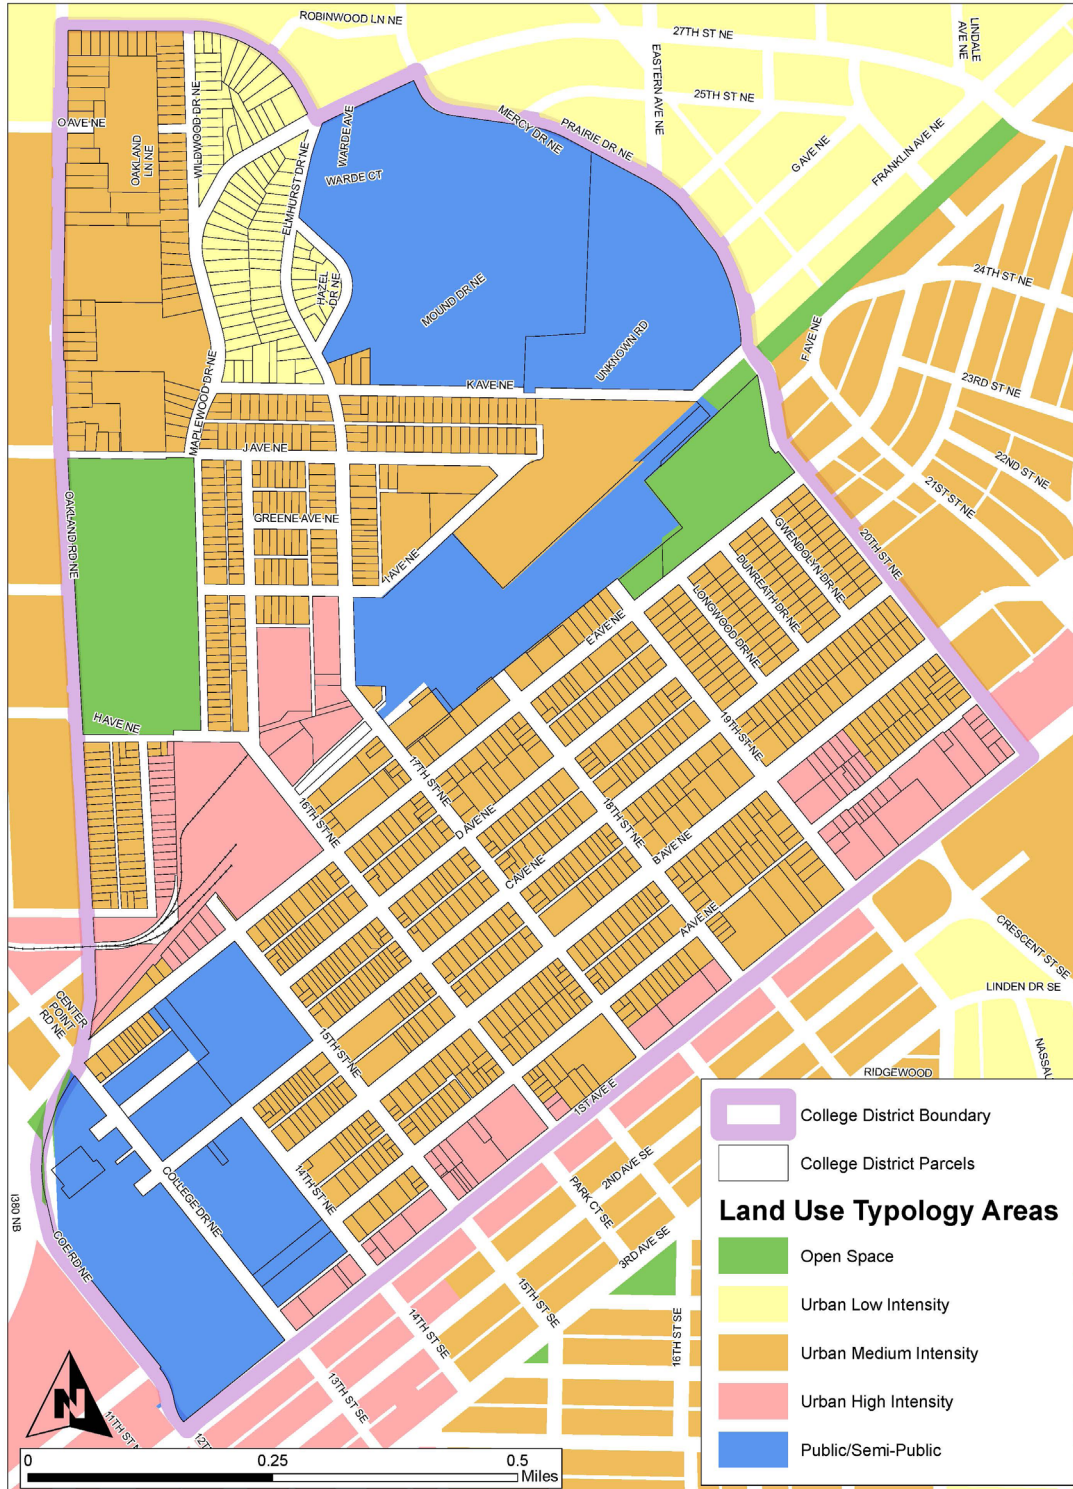 ROBINWOOD LN NE
27TH ST NE
LINDALE
AVE NE
EASTERN AVE NE
25TH ST NE
O AVE NE
OAKLAND
LN NE
WILDWOOD DR NE
WARDE AVE
WARDE CT
MERCY DR NE
PRAIRIE DR NE
G AVE NE
FRANKLIN AVE NE
ELMHURST DR NE
HAZEL
DR NE
MOUND DR NE
UNKNOWN RD
24TH ST NE
F AVE NE
23RD ST NE
K AVE NE
MAPLEWOOD DR NE
J AVE NE
22ND ST NE
21ST ST NE
OAKLAND RD NE
GREENE AVE NE
I AVE NE
20TH ST NE
GWENDOLYN DR NE
DUNREATH DR NE
LONGWOOD DR NE
E AVE NE
H AVE NE
19TH ST NE
17TH ST NE
16TH ST NE
18TH ST NE
D AVE NE
B AVE NE
C AVE NE
A AVE NE
CRESCENT ST SE
LINDEN DR SE
CENTER
POINT
RD NE
15TH ST NE
NASSAU
RIDGEWOOD
1ST AVE E
2ND AVE SE
PARK CT SE
3RD AVE SE
14TH ST NE
COLLEGE DR NE
I380 NB
COE RD NE
15TH ST SE
14TH ST SE
16TH ST SE
13TH ST SE
11TH ST N
12T
N
0
0.25
0.5
Miles
College District Boundary
College District Parcels
Land Use Typology Areas
Open Space
Urban Low Intensity
Urban Medium Intensity
Urban High Intensity
Public/Semi-Public